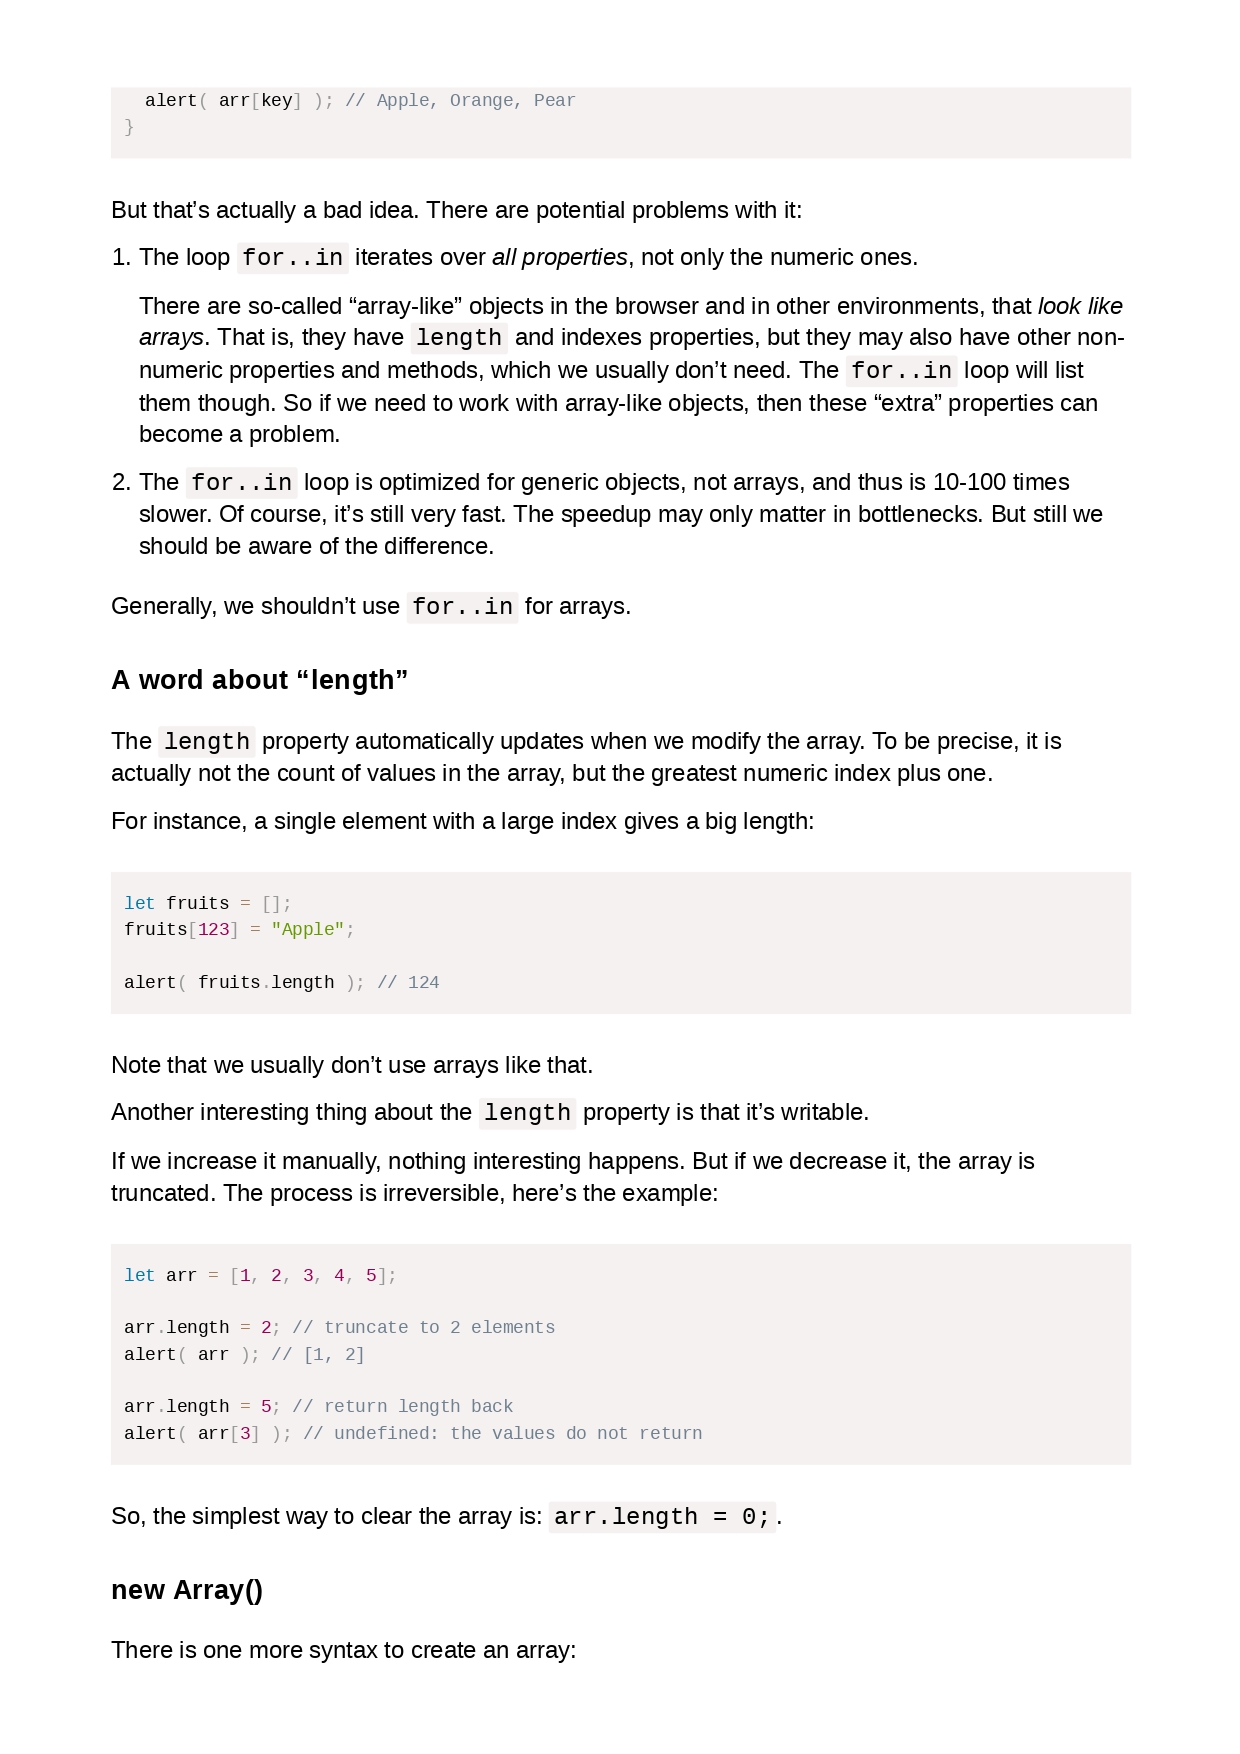 alert( arr[key] ); // Apple, Orange, Pear
}
But that’s actually a bad idea. There are potential problems with it:
1. The loop for..in iterates over all properties, not only the numeric ones.
There are so-called “array-like” objects in the browser and in other environments, that look like
arrays. That is, they have length and indexes properties, but they may also have other non-
numeric properties and methods, which we usually don’t need. The for..in loop will list
them though. So if we need to work with array-like objects, then these “extra” properties can
become a problem.
2. The for..in loop is optimized for generic objects, not arrays, and thus is 10-100 times
slower. Of course, it’s still very fast. The speedup may only matter in bottlenecks. But still we
should be aware of the difference.
Generally, we shouldn’t use for..in for arrays.
A word about “length”
The length property automatically updates when we modify the array. To be precise, it is
actually not the count of values in the array, but the greatest numeric index plus one.
For instance, a single element with a large index gives a big length:
let fruits = [];
fruits[123] = "Apple";
alert( fruits.length ); // 124
Note that we usually don’t use arrays like that.
Another interesting thing about the length property is that it’s writable.
If we increase it manually, nothing interesting happens. But if we decrease it, the array is
truncated. The process is irreversible, here’s the example:
let arr = [1, 2, 3, 4, 5];
arr.length = 2; // truncate to 2 elements
alert( arr ); // [1, 2]
arr.length = 5; // return length back
alert( arr[3] ); // undefined: the values do not return
So, the simplest way to clear the array is: arr.length = 0;.
new Array()
There is one more syntax to create an array: